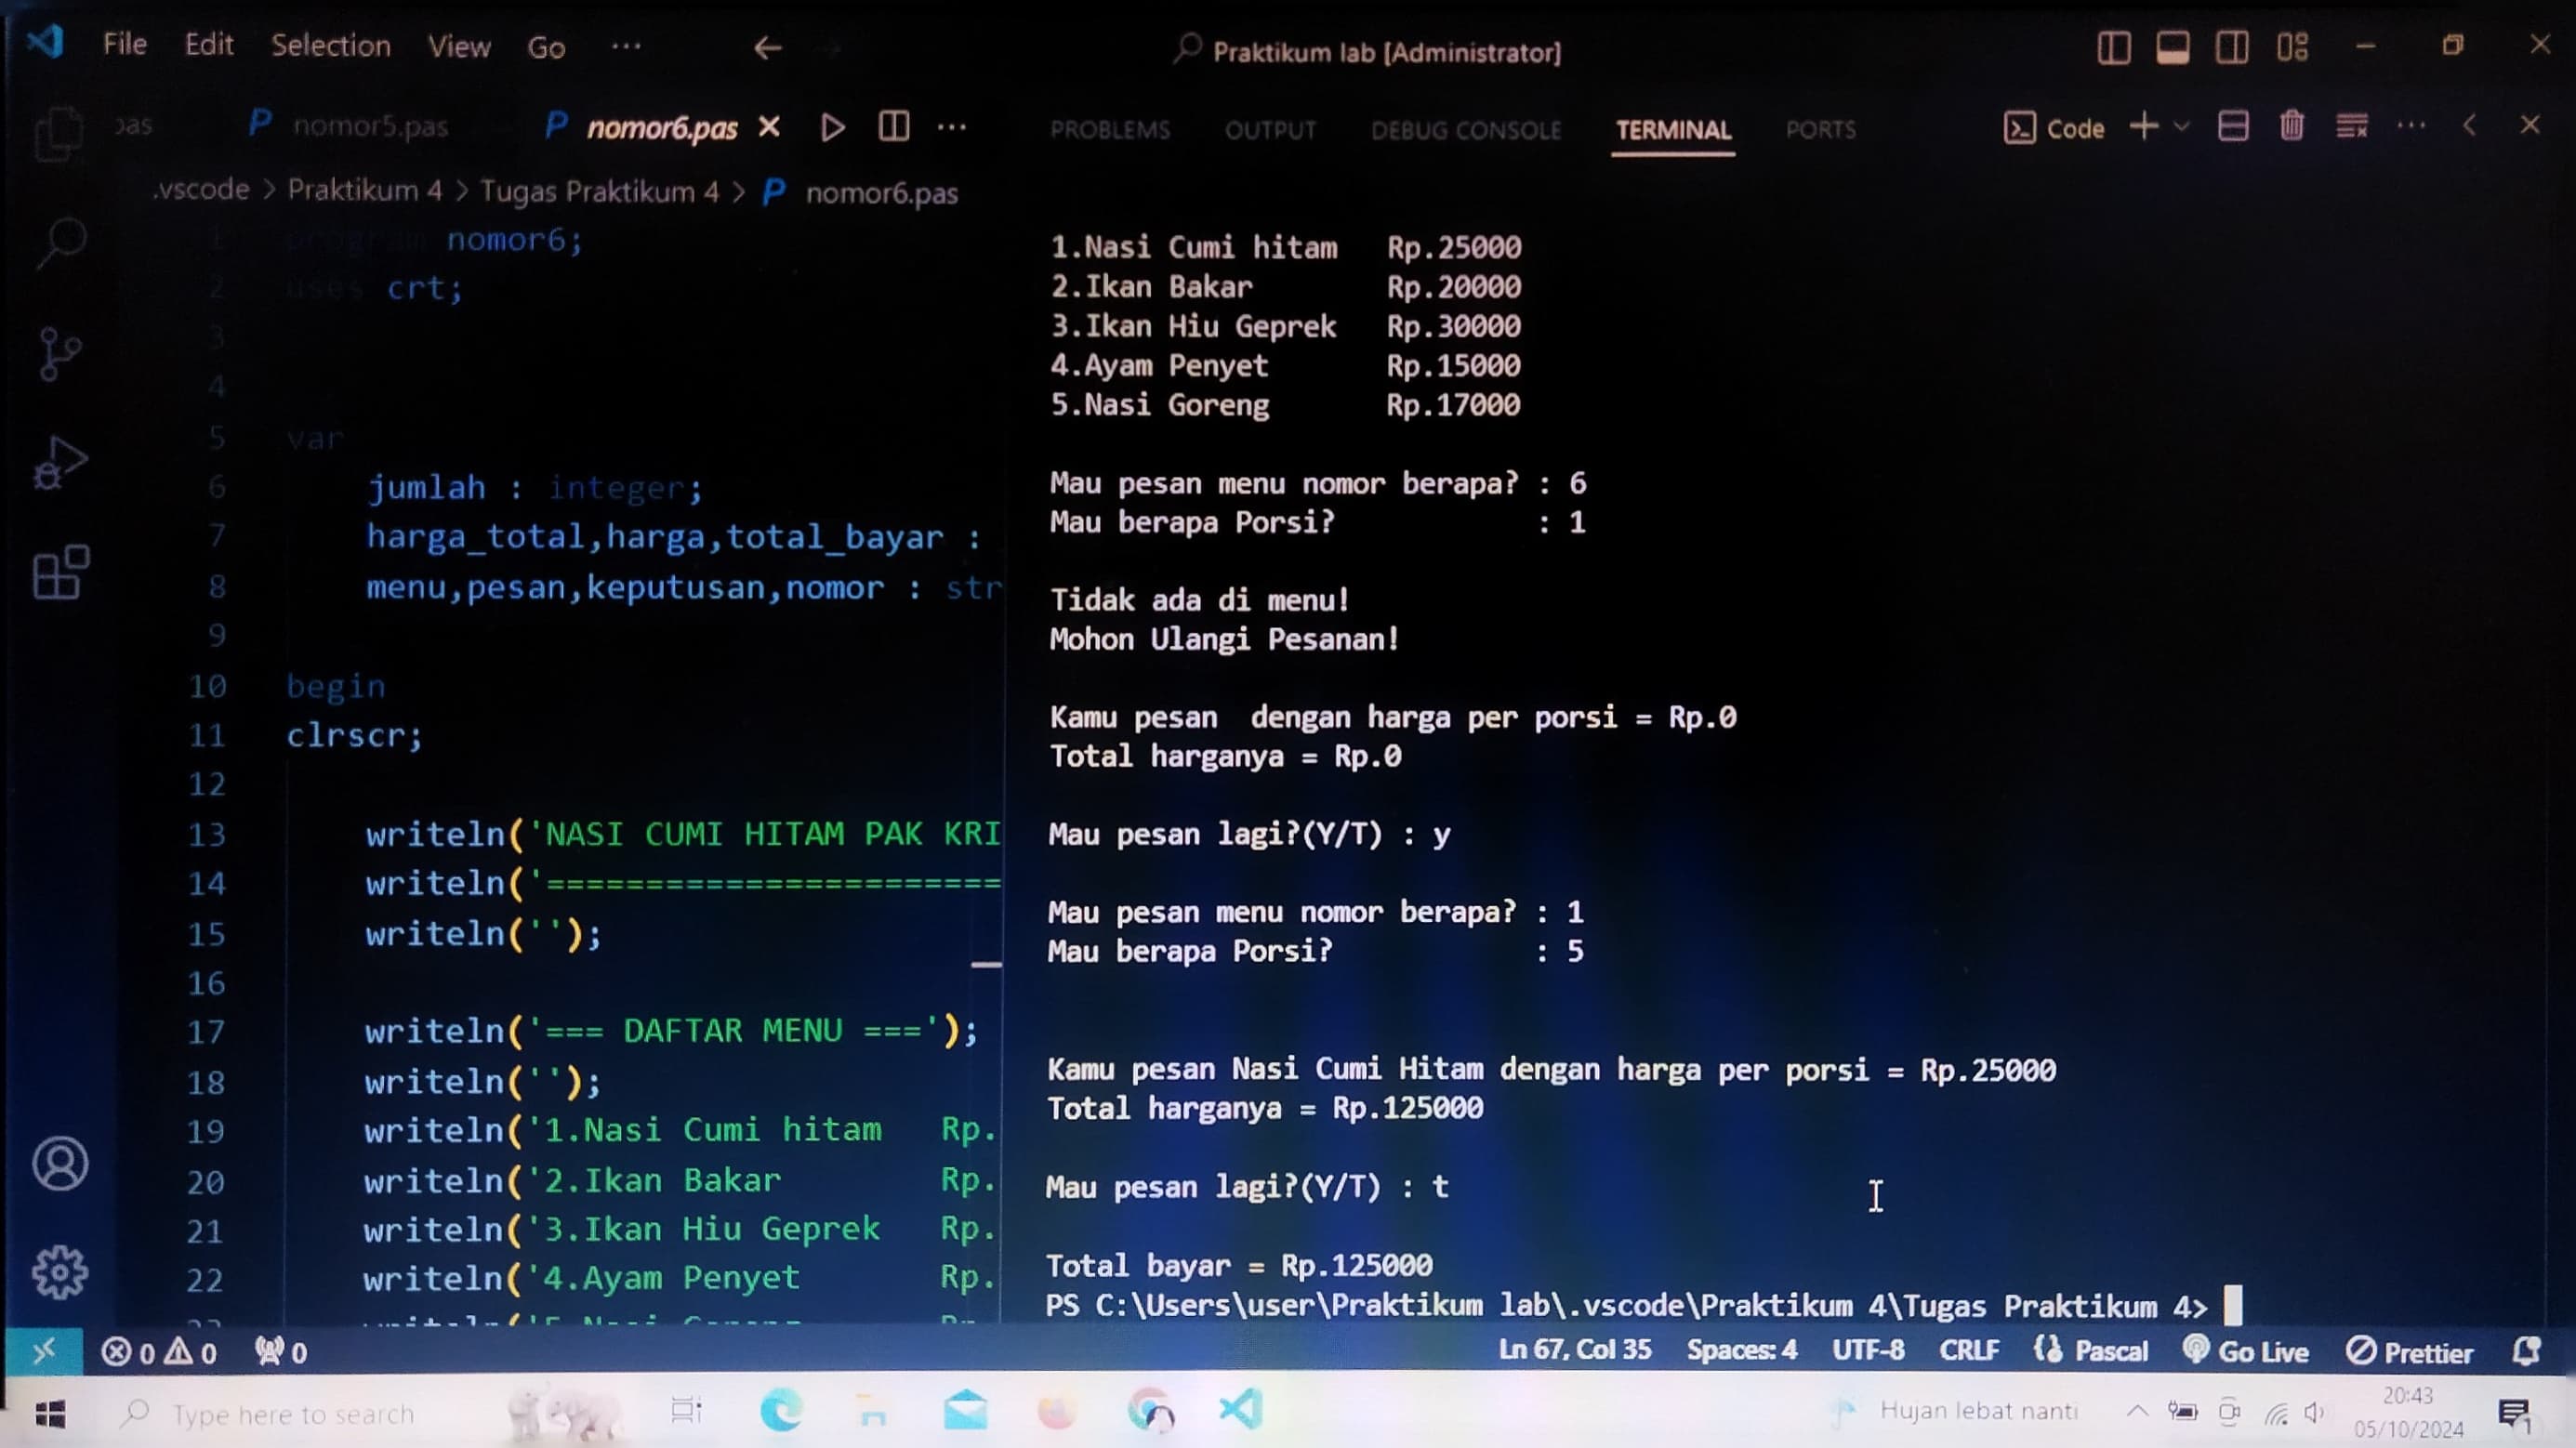 File Edit Selection View Go ··· Praktikum lab [Administrator]
pas nomor5.pas nomor6.pas
.vscode > Praktikum 4 > Tugas Praktikum 4 > nomor6.pas
1 program nomor6;
2 uses crt;
3
4
5 var
6 jumlah : integer;
7 harga_total,harga,total_bayar :
8 menu,pesan,keputusan,nomor : str
9
10 begin
11 clrscr;
12
13 writeln('NASI CUMI HITAM PAK KRI
14 writeln('=======================
15 writeln('');
16
17 writeln('=== DAFTAR MENU ===');
18 writeln('');
19 writeln('1.Nasi Cumi hitam Rp.
20 writeln('2.Ikan Bakar Rp.
21 writeln('3.Ikan Hiu Geprek Rp.
22 writeln('4.Ayam Penyet Rp.
PROBLEMS OUTPUT DEBUG CONSOLE TERMINAL PORTS Code
1.Nasi Cumi hitam Rp.25000
2.Ikan Bakar Rp.20000
3.Ikan Hiu Geprek Rp.30000
4.Ayam Penyet Rp.15000
5.Nasi Goreng Rp.17000
Mau pesan menu nomor berapa? : 6
Mau berapa Porsi? : 1
Tidak ada di menu!
Mohon Ulangi Pesanan!
Kamu pesan  dengan harga per porsi = Rp.0
Total harganya = Rp.0
Mau pesan lagi?(Y/T) : y
Mau pesan menu nomor berapa? : 1
Mau berapa Porsi? : 5
Kamu pesan Nasi Cumi Hitam dengan harga per porsi = Rp.25000
Total harganya = Rp.125000
Mau pesan lagi?(Y/T) : t
Total bayar = Rp.125000
PS C:\Users\user\Praktikum lab\.vscode\Praktikum 4\Tugas Praktikum 4>
0 0 0 Ln 67, Col 35 Spaces: 4 UTF-8 CRLF Pascal Go Live Prettier
Type here to search Hujan lebat nanti 20:43
05/10/2024 1